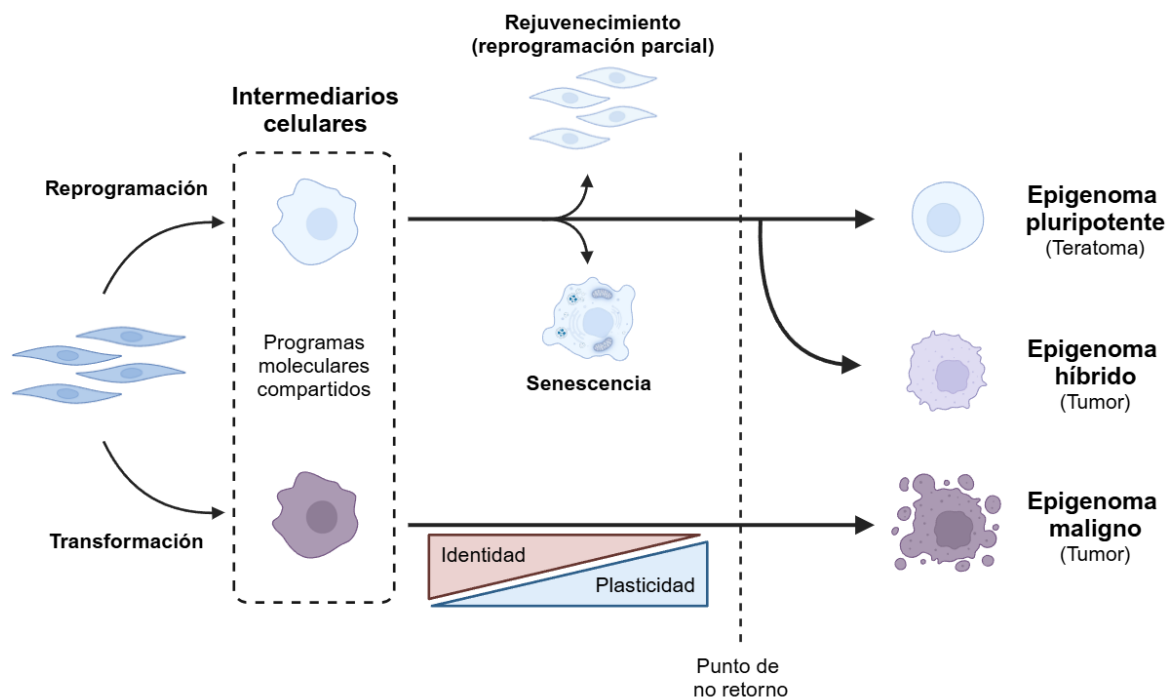 Rejuvenecimiento
(reprogramación parcial)
Intermediarios
celulares
Reprogramación
Programas
moleculares
compartidos
Transformación
Senescencia
Identidad
Plasticidad
Punto de
no retorno
Epigenoma
pluripotente
(Teratoma)
Epigenoma
híbrido
(Tumor)
Epigenoma
maligno
(Tumor)